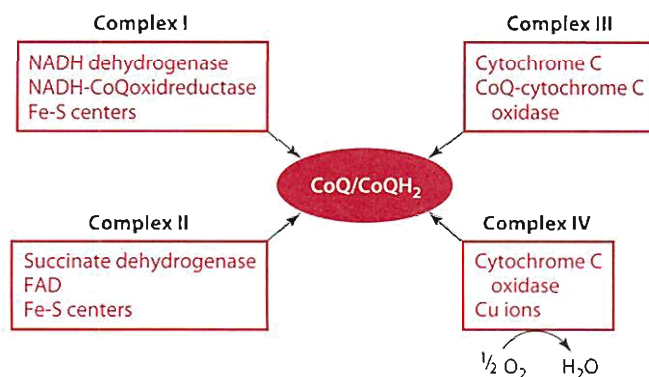 Complex I
NADH dehydrogenase
NADH-CoQoxidreductase
Fe-S centers
Complex III
Cytochrome C
CoQ-cytochrome C
oxidase
CoQ/CoQH₂
Complex II
Succinate dehydrogenase
FAD
Fe-S centers
Complex IV
Cytochrome C
oxidase
Cu ions
½ O₂
H₂O